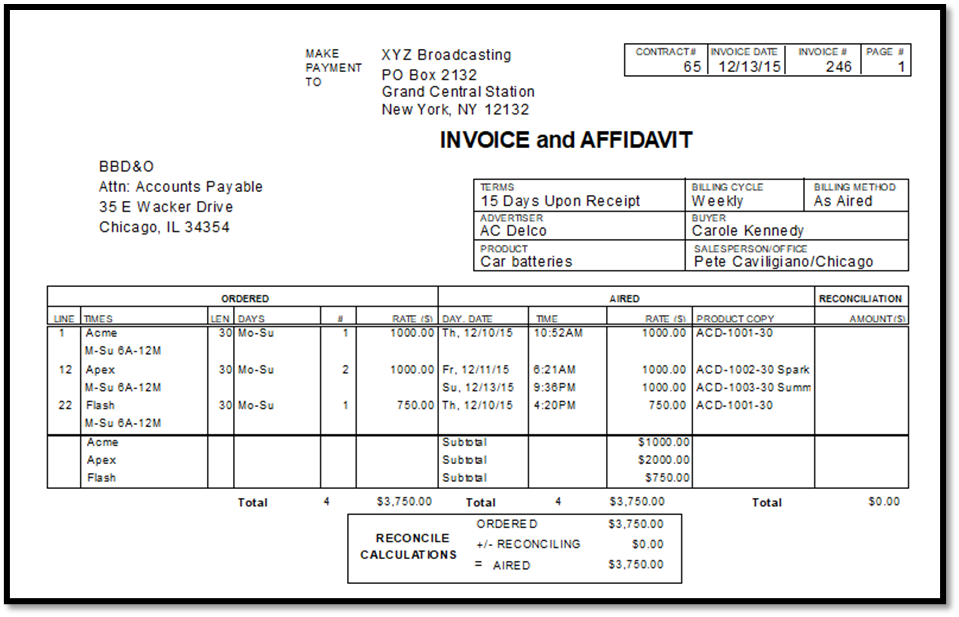 MAKE PAYMENT TO
XYZ Broadcasting
PO Box 2132
Grand Central Station
New York, NY 12132
CONTRACT# INVOICE DATE INVOICE # PAGE #
65 12/13/15 246 1
INVOICE and AFFIDAVIT
BBD&O
Attn: Accounts Payable
35 E Wacker Drive
Chicago, IL 34354
TERMS BILLING CYCLE BILLING METHOD
15 Days Upon Receipt Weekly As Aired
ADVERTISER BUYER
AC Delco Carole Kennedy
PRODUCT SALESPERSON/OFFICE
Car batteries Pete Caviligiano/Chicago
ORDERED AIRED RECONCILIATION
LINE TIMES LEN DAYS # RATE ($) DAY, DATE TIME RATE ($) PRODUCT COPY AMOUNT($)
1 Acme 30 Mo-Su 1 1000.00 Th, 12/10/15 10:52AM 1000.00 ACD-1001-30
M-Su 6A-12M
12 Apex 30 Mo-Su 2 1000.00 Fr, 12/11/15 6:21AM 1000.00 ACD-1002-30 Spark
M-Su 6A-12M Su, 12/13/15 9:36PM 1000.00 ACD-1003-30 Summ
22 Flash 30 Mo-Su 1 750.00 Th, 12/10/15 4:20PM 750.00 ACD-1001-30
M-Su 6A-12M
Acme Subtotal $1000.00
Apex Subtotal $2000.00
Flash Subtotal $750.00
Total 4 $3,750.00 Total 4 $3,750.00 Total $0.00
RECONCILE CALCULATIONS
ORDERED $3,750.00
+/- RECONCILING $0.00
= AIRED $3,750.00